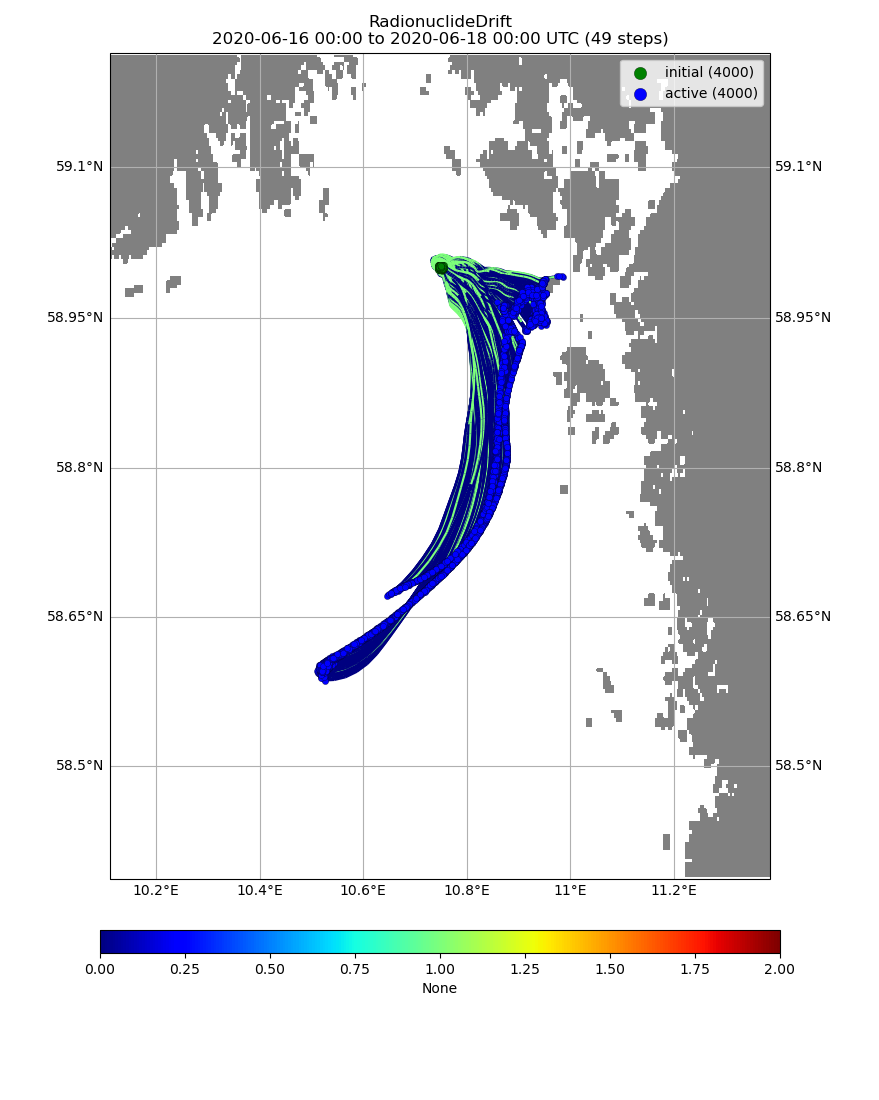 RadionuclideDrift
2020-06-16 00:00 to 2020-06-18 00:00 UTC (49 steps)
initial (4000)
active (4000)
59.1°N 59.1°N
58.95°N 58.95°N
58.8°N 58.8°N
58.65°N 58.65°N
58.5°N 58.5°N
10.2°E 10.4°E 10.6°E 10.8°E 11°E 11.2°E
0.00 0.25 0.50 0.75 1.00 1.25 1.50 1.75 2.00
None